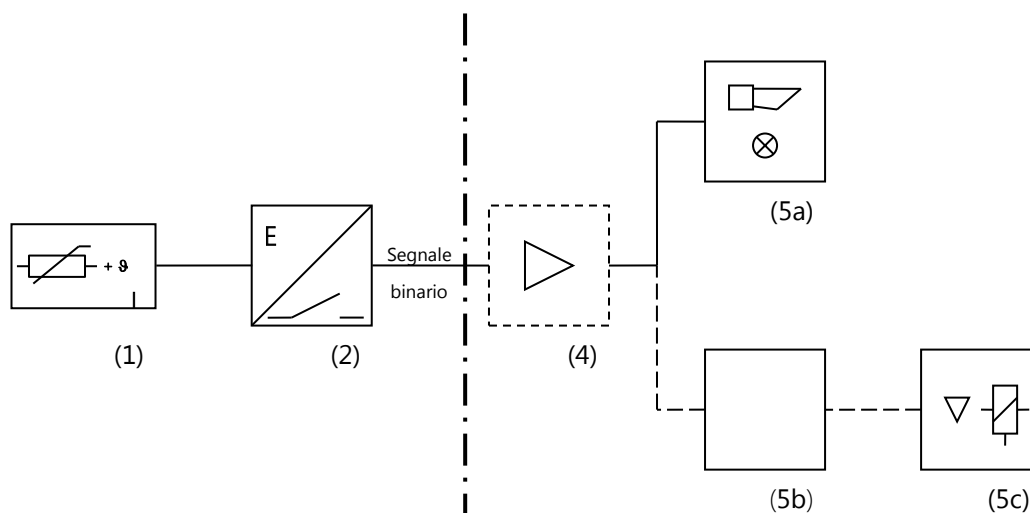 (5a)
E
Segnale
binario
+ ϑ
(1)
(2)
(4)
(5b)
(5c)